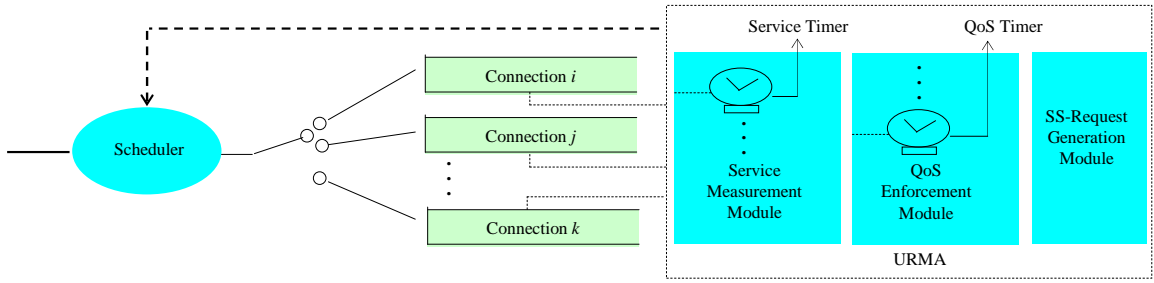 Service Timer
QoS Timer
Connection i
Connection j
Connection k
Scheduler
Service
Measurement
Module
QoS
Enforcement
Module
SS-Request
Generation
Module
URMA